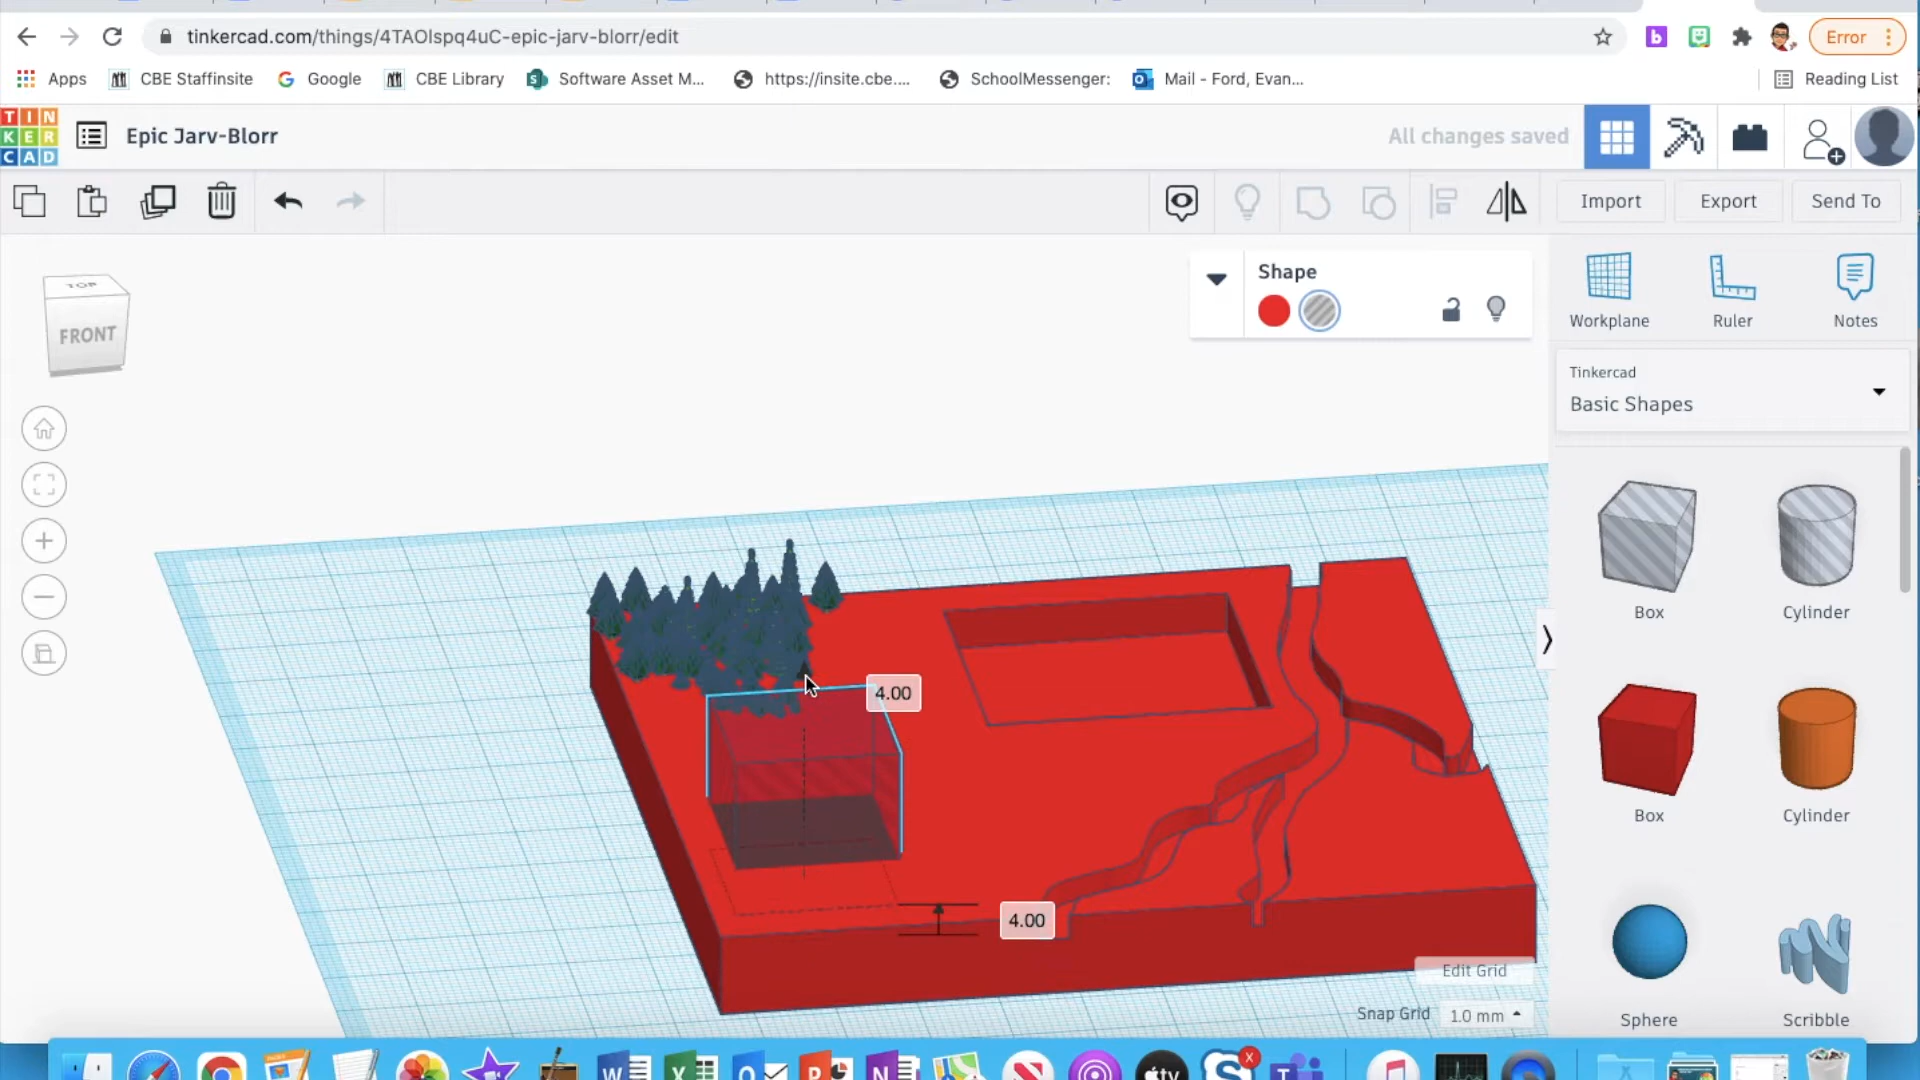 tinkercad.com/things/4TAOlspq4uC-epic-jarv-blorr/edit
Error
Apps
CBE Staffinsite
Google
CBE Library
Software Asset M...
https://insite.cbe....
SchoolMessenger:
Mail - Ford, Evan...
Reading List
TIN
KER
CAD
Epic Jarv-Blorr
All changes saved
Import
Export
Send To
TOP
FRONT
Shape
Workplane
Ruler
Notes
Tinkercad
Basic Shapes
Box
Cylinder
4.00
Box
Cylinder
4.00
Edit Grid
Snap Grid
1.0 mm
Sphere
Scribble
tv